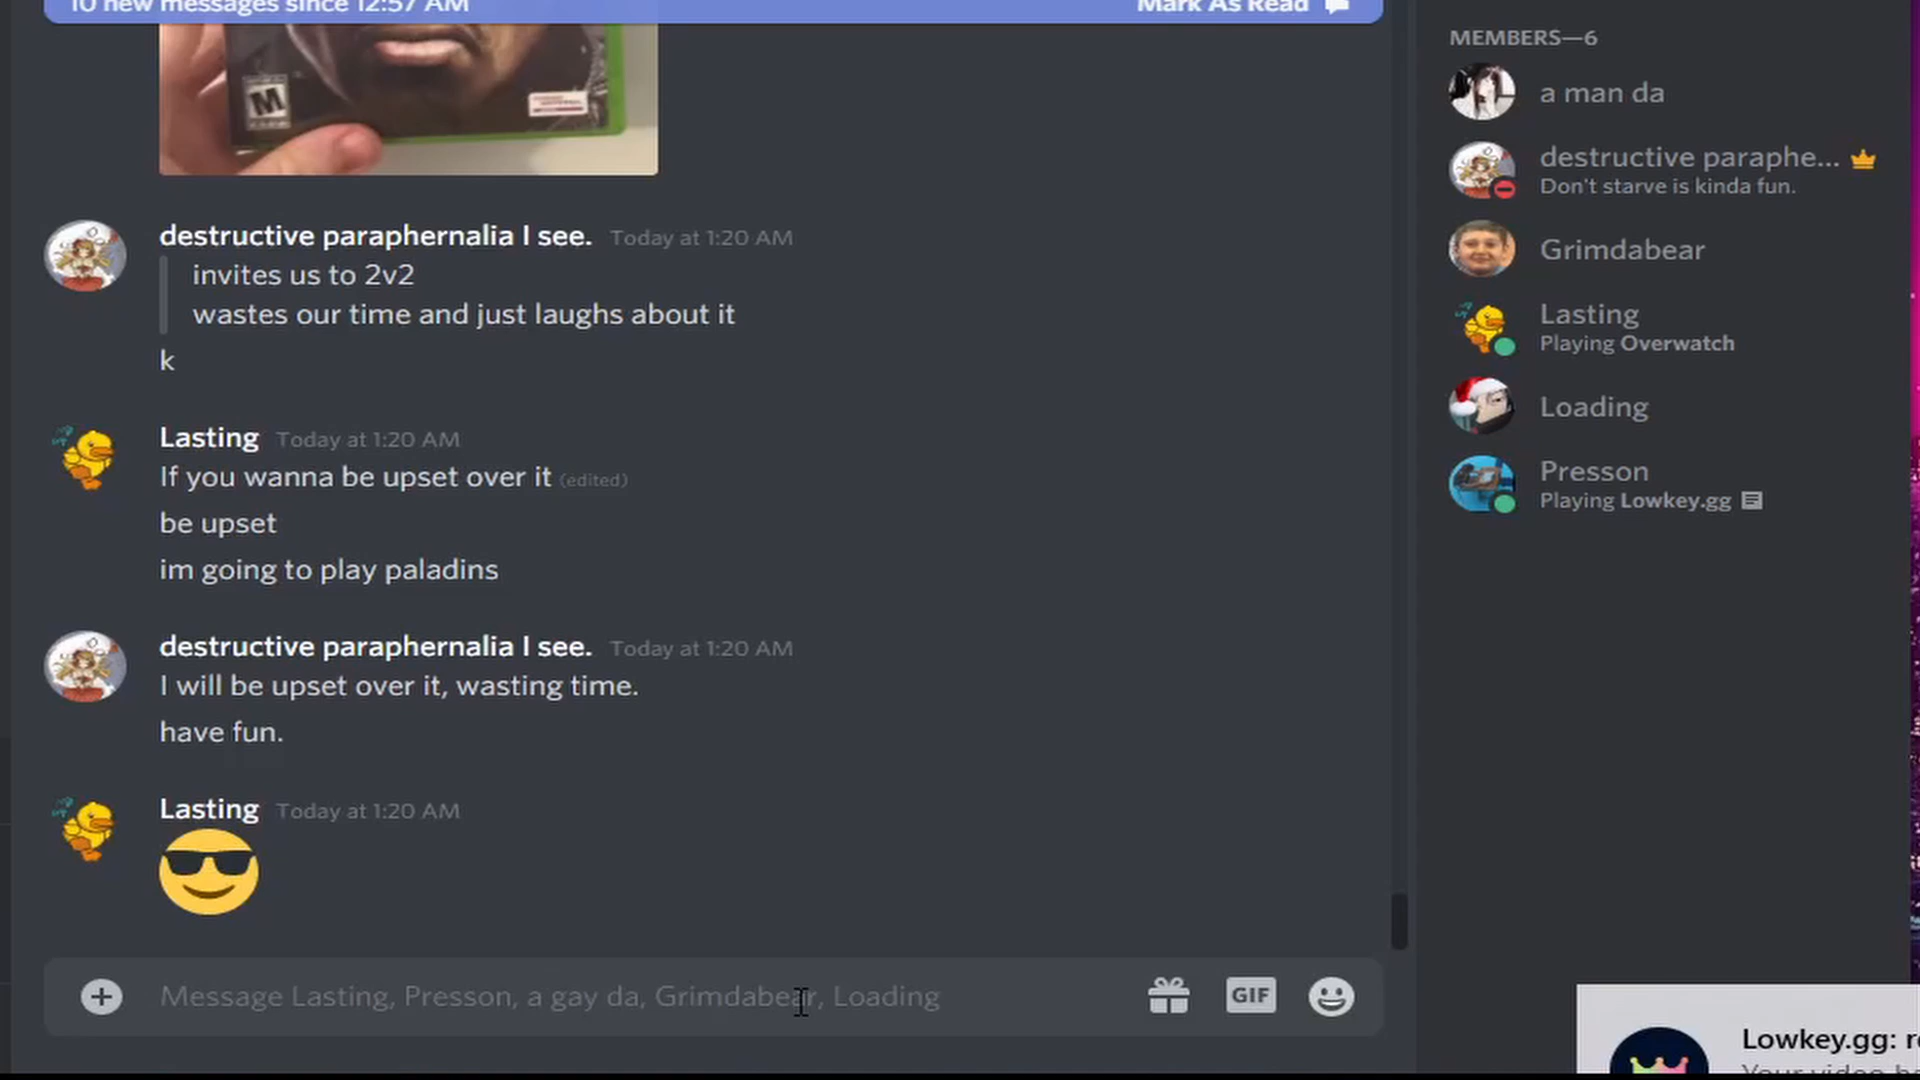 10 new messages since 12:57 AM
Mark As Read
M
destructive paraphernalia I see. Today at 1:20 AM
invites us to 2v2
wastes our time and just laughs about it
k
Lasting Today at 1:20 AM
If you wanna be upset over it (edited)
be upset
im going to play paladins
destructive paraphernalia I see. Today at 1:20 AM
I will be upset over it, wasting time.
have fun.
Lasting Today at 1:20 AM
Message Lasting, Presson, a gay da, Grimdabear, Loading
GIF
MEMBERS—6
a man da
destructive paraphe...
Don't starve is kinda fun.
Grimdabear
Lasting
Playing Overwatch
Loading
Presson
Playing Lowkey.gg
Lowkey.gg:
Your video